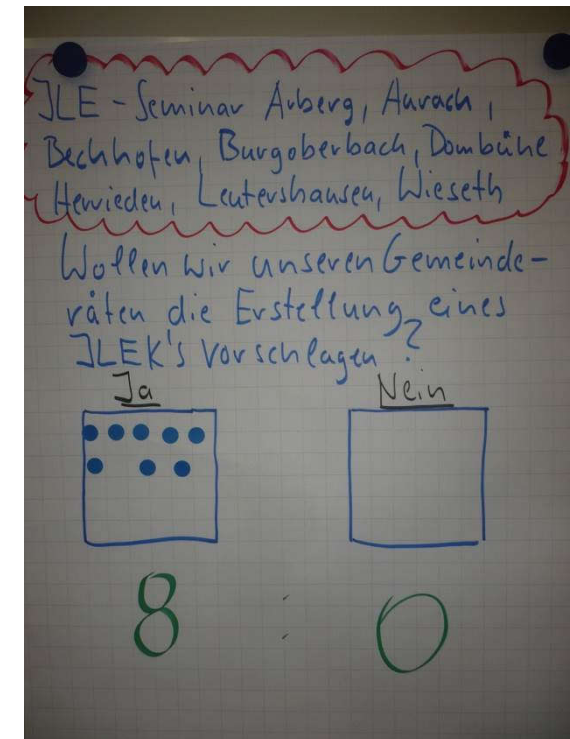 ILE-Seminar Arberg, Aurach,
Bechhofen, Burgoberbach, Dombühl
Herrieden, Leutershausen, Wieseth
Wollen wir unseren Gemeinde-
räten die Erstellung eines
ILEK's vorschlagen?
Ja Nein
8 : 0